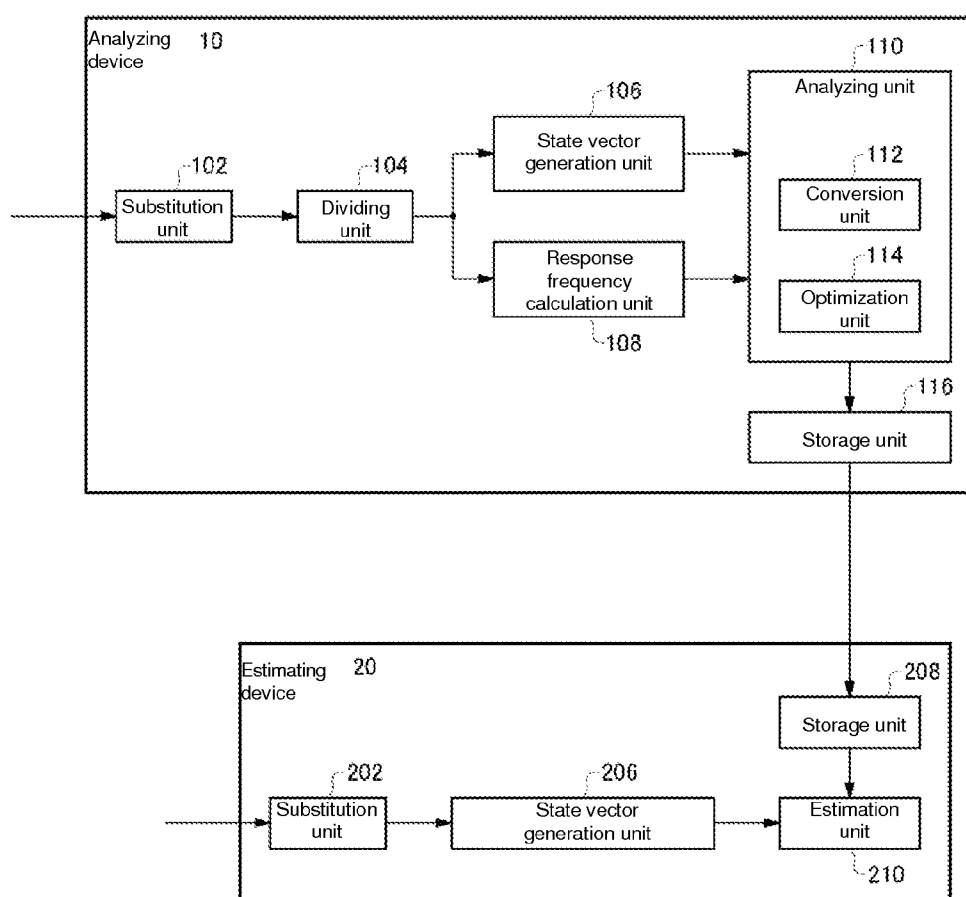 Analyzing
device
10
110
Analyzing unit
106
State vector
generation unit
102
Substitution
unit
104
Dividing
unit
112
Conversion
unit
Response
frequency
calculation unit
108
114
Optimization
unit
116
Storage unit
Estimating
device
20
208
Storage unit
202
Substitution
unit
206
State vector
generation unit
Estimation
unit
210